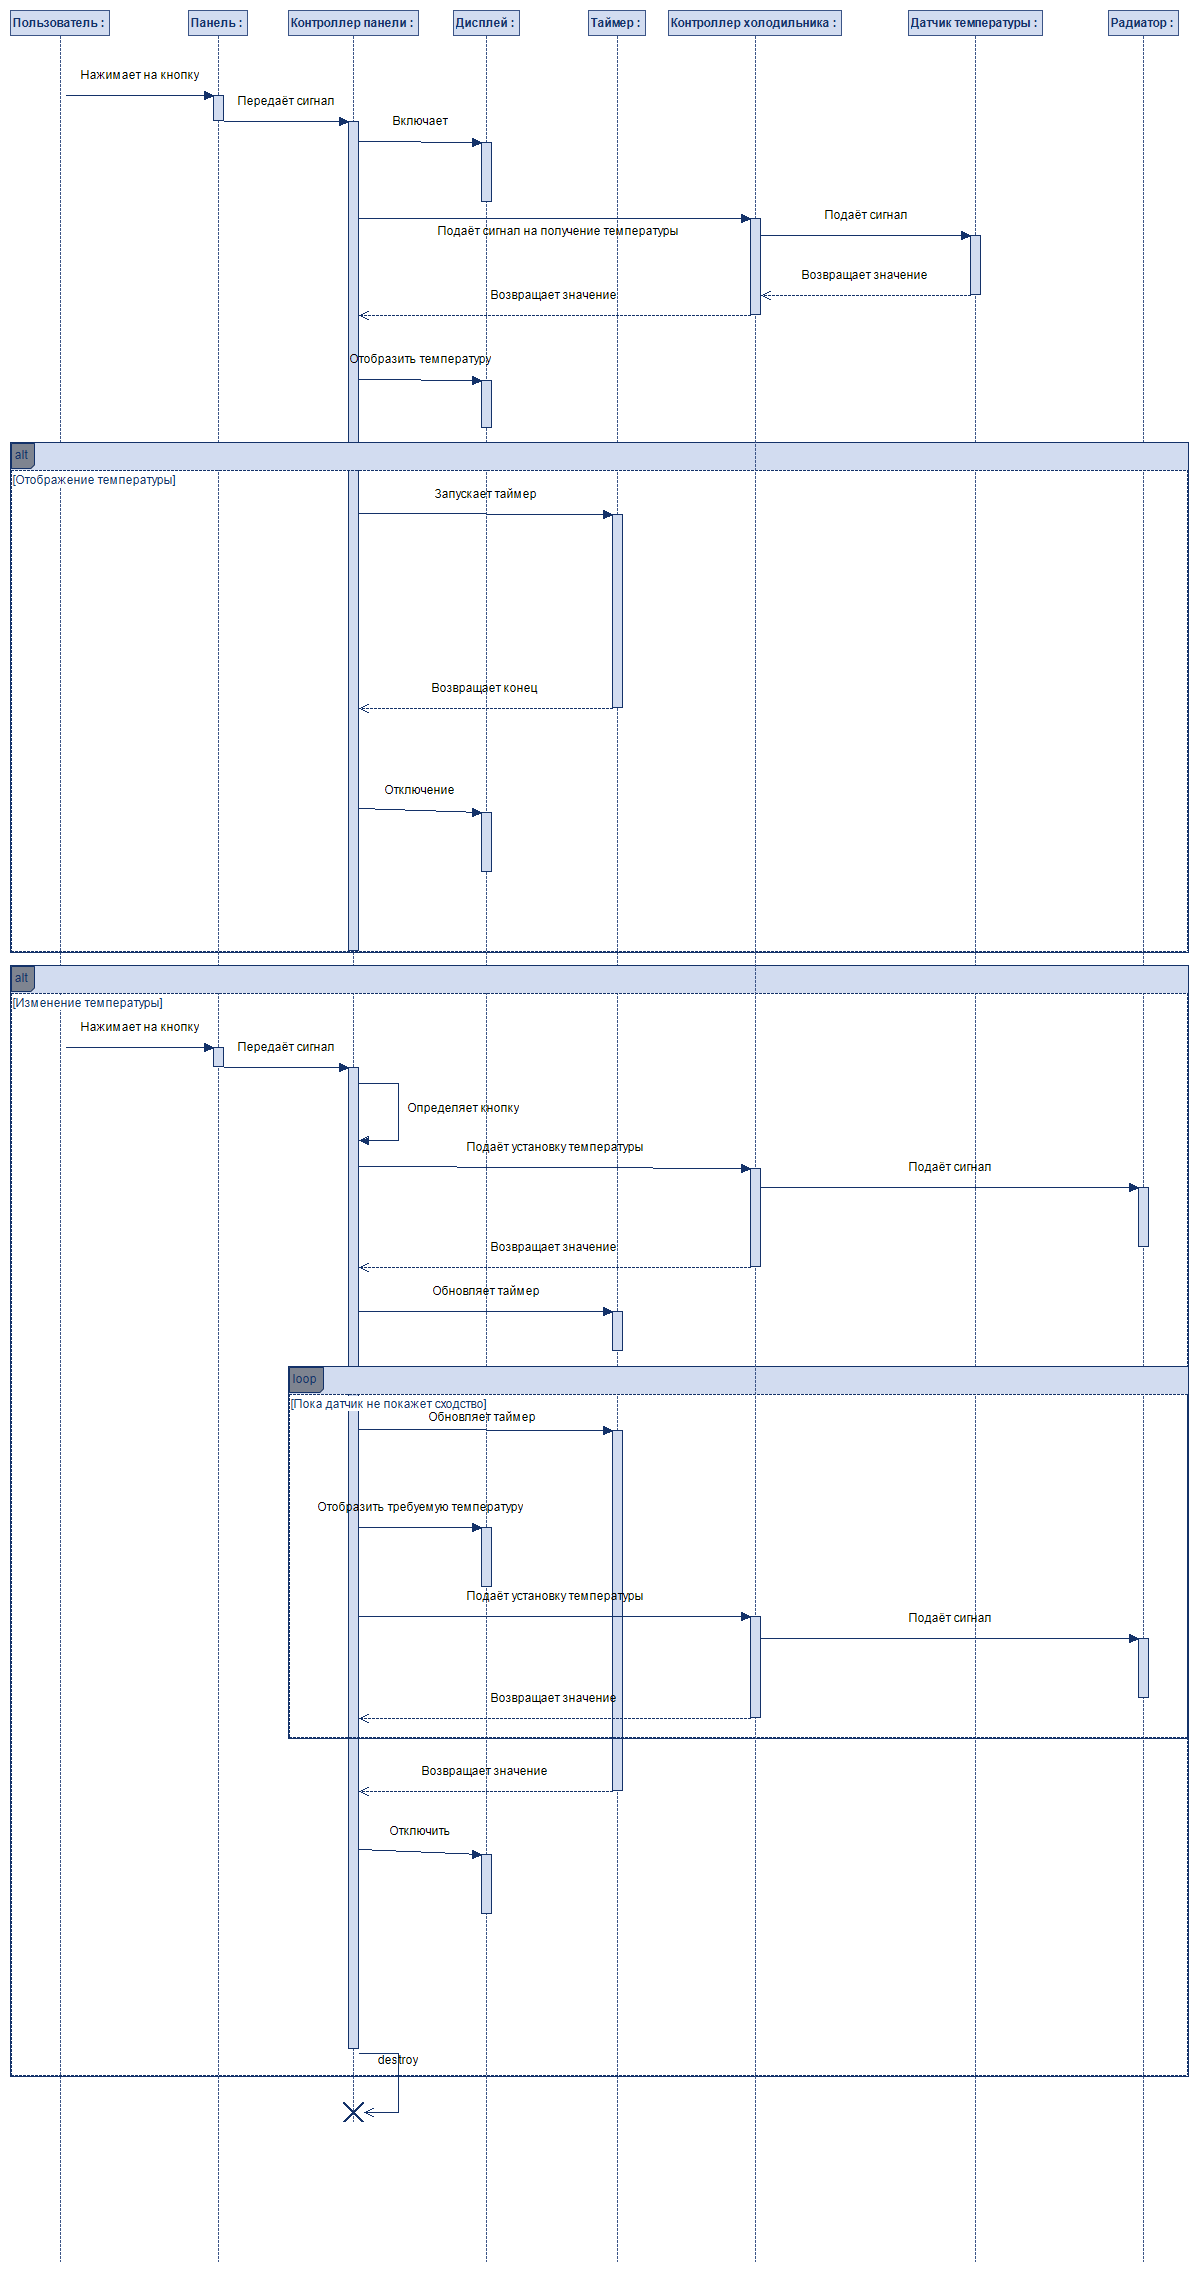 Пользователь :
Панель :
Контроллер панели :
Дисплей :
Таймер :
Контроллер холодильника :
Датчик температуры :
Радиатор :
Нажимает на кнопку
Передаёт сигнал
Включает
Подаёт сигнал
Подаёт сигнал на получение температуры
Возвращает значение
Возвращает значение
Отобразить температуру
alt
[Отображение температуры]
Запускает таймер
Возвращает конец
Отключение
alt
[Изменение температуры]
Нажимает на кнопку
Передаёт сигнал
Определяет кнопку
Подаёт установку температуры
Подаёт сигнал
Возвращает значение
Обновляет таймер
loop
[Пока датчик не покажет сходство]
Обновляет таймер
Отобразить требуемую температуру
Подаёт установку температуры
Подаёт сигнал
Возвращает значение
Возвращает значение
Отключить
destroy